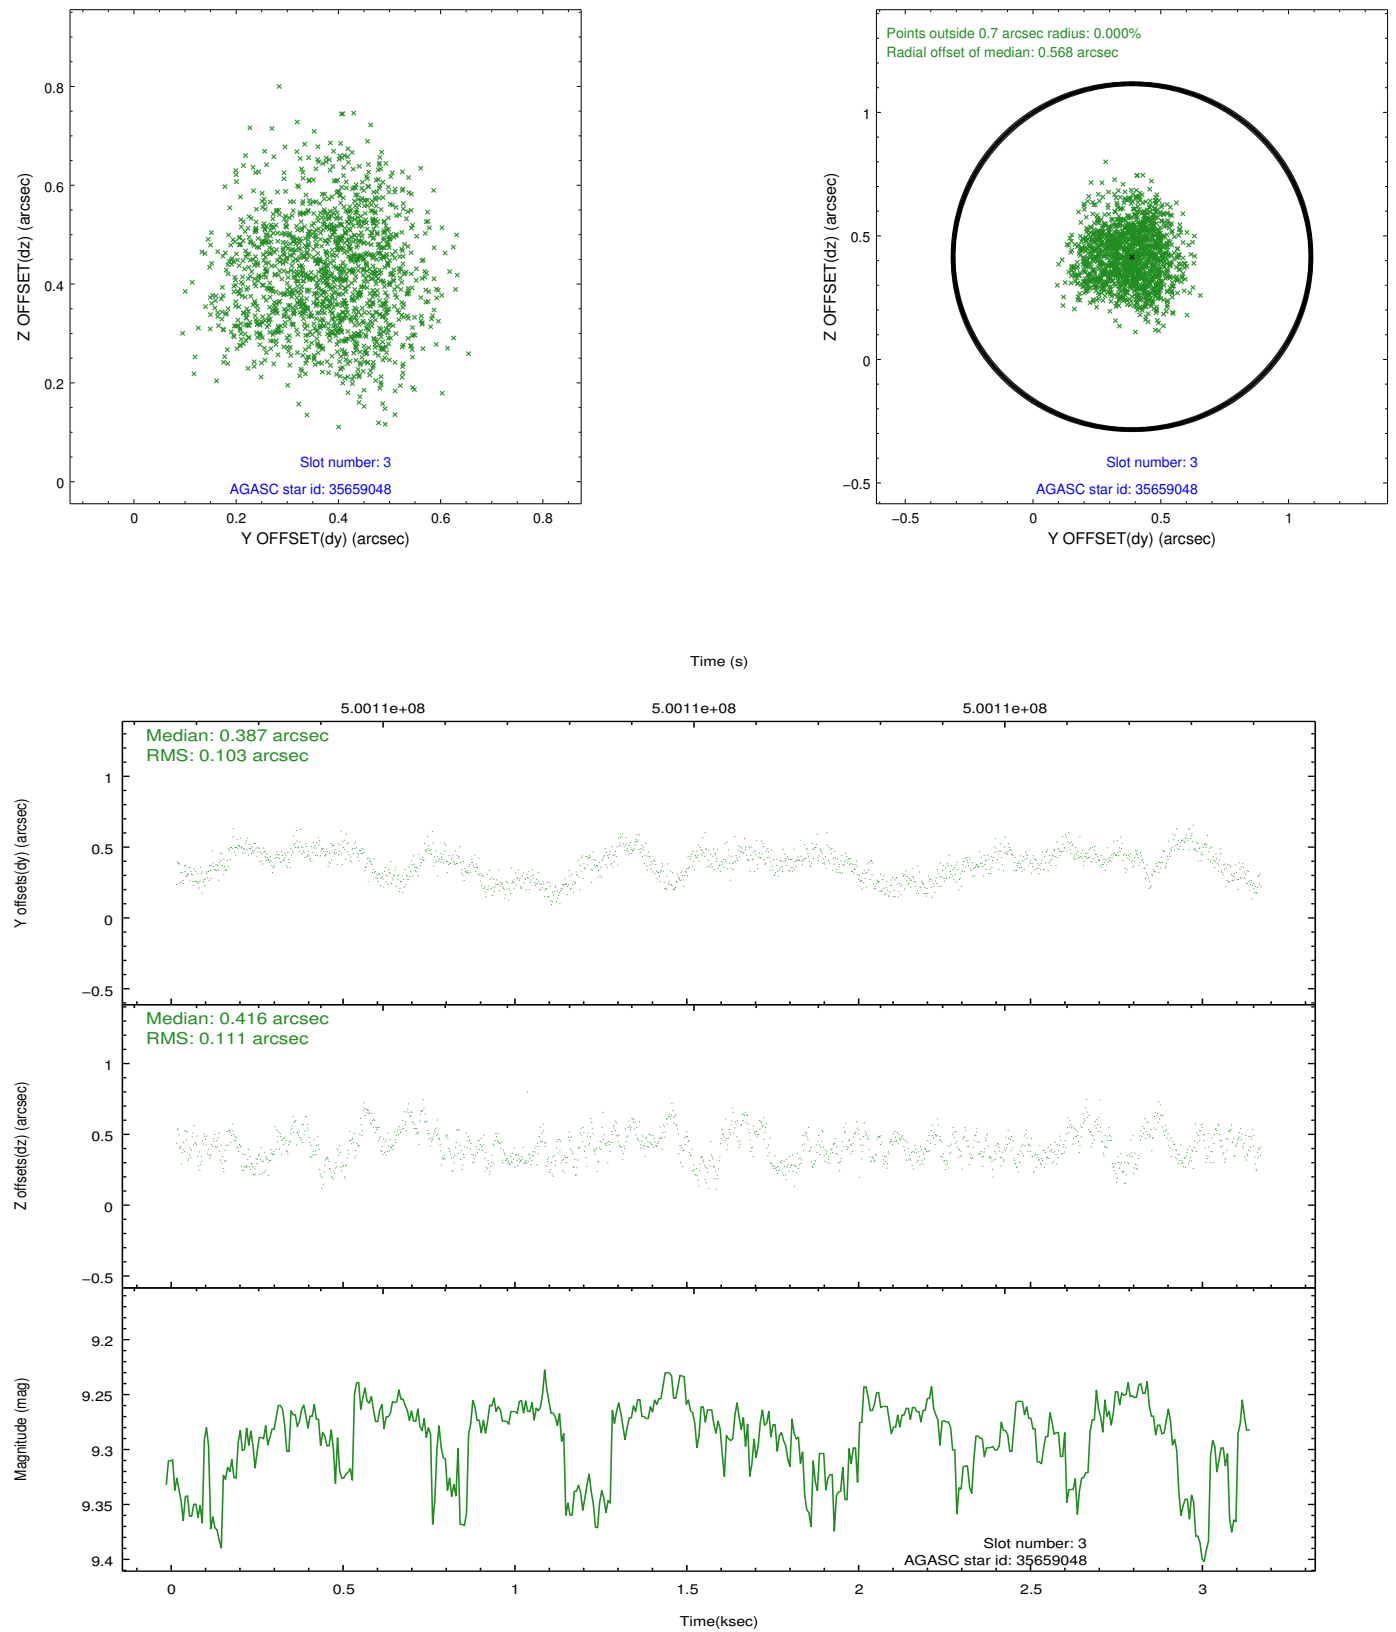 0.8
0.6
0.4
0.2
0
Z OFFSET(dz) (arcsec)
Slot number: 3
AGASC star id: 35659048
0 0.2 0.4 0.6 0.8
Y OFFSET(dy) (arcsec)
Points outside 0.7 arcsec radius: 0.000%
Radial offset of median: 0.568 arcsec
1
0.5
0
−0.5
Z OFFSET(dz) (arcsec)
Slot number: 3
AGASC star id: 35659048
−0.5 0 0.5 1
Y OFFSET(dy) (arcsec)
Time (s)
5.0011e+08 5.0011e+08 5.0011e+08
Median: 0.387 arcsec
RMS: 0.103 arcsec
1
0.5
0
−0.5
Y offsets(dy) (arcsec)
Median: 0.416 arcsec
RMS: 0.111 arcsec
1
0.5
0
−0.5
Z offsets(dz) (arcsec)
9.2
9.25
9.3
9.35
9.4
Magnitude (mag)
Slot number: 3
AGASC star id: 35659048
0 0.5 1 1.5 2 2.5 3
Time(ksec)